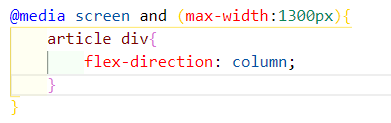 @media screen and (max-width:1300px){
    article div{
        flex-direction: column;
    }
}